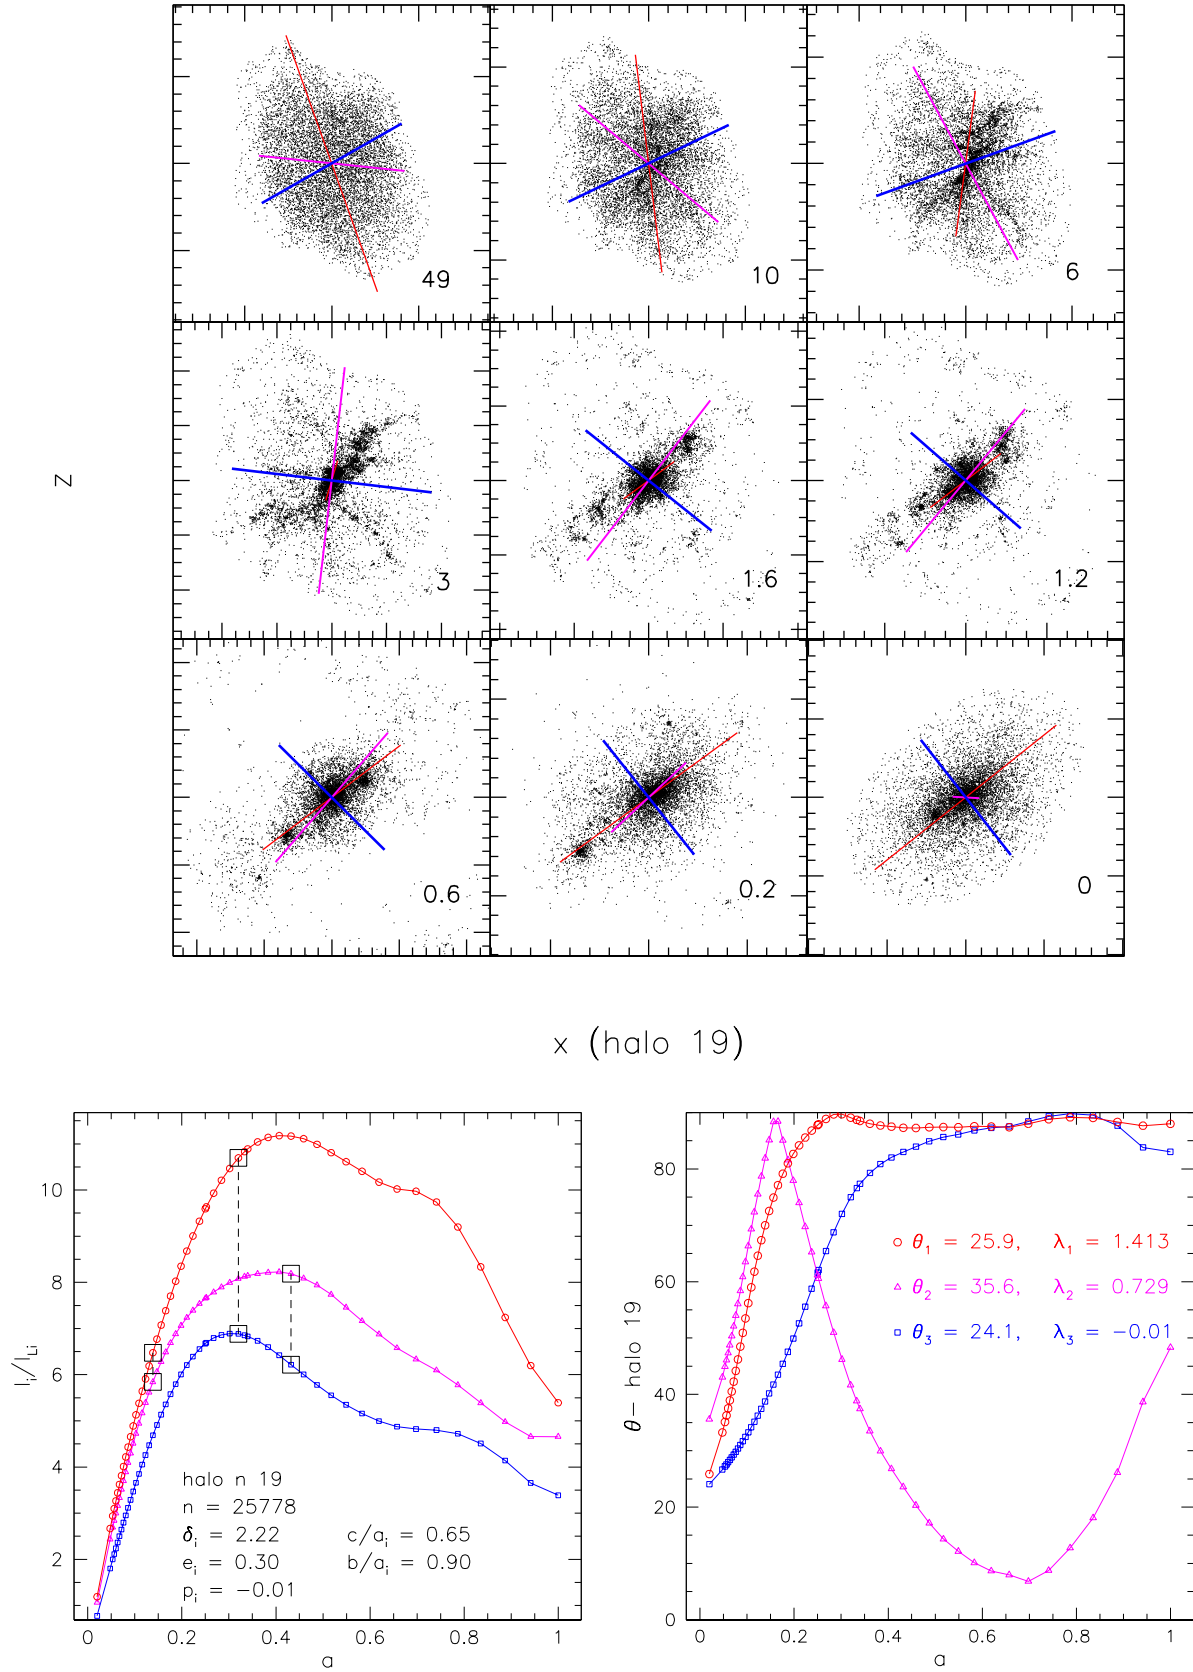 49 10 6
Z
3 1.6 1.2
0.6 0.2 0
x (halo 19)
I_i/I_Li
10
8
6
4
2
halo n 19
n = 25778
δ_i = 2.22 c/a_i = 0.65
e_i = 0.30 b/a_i = 0.90
p_i = −0.01
0 0.2 0.4 0.6 0.8 1
a
θ− halo 19
80
60
40
20
0
θ_1 = 25.9, λ_1 = 1.413
θ_2 = 35.6, λ_2 = 0.729
θ_3 = 24.1, λ_3 = −0.01
0 0.2 0.4 0.6 0.8 1
a